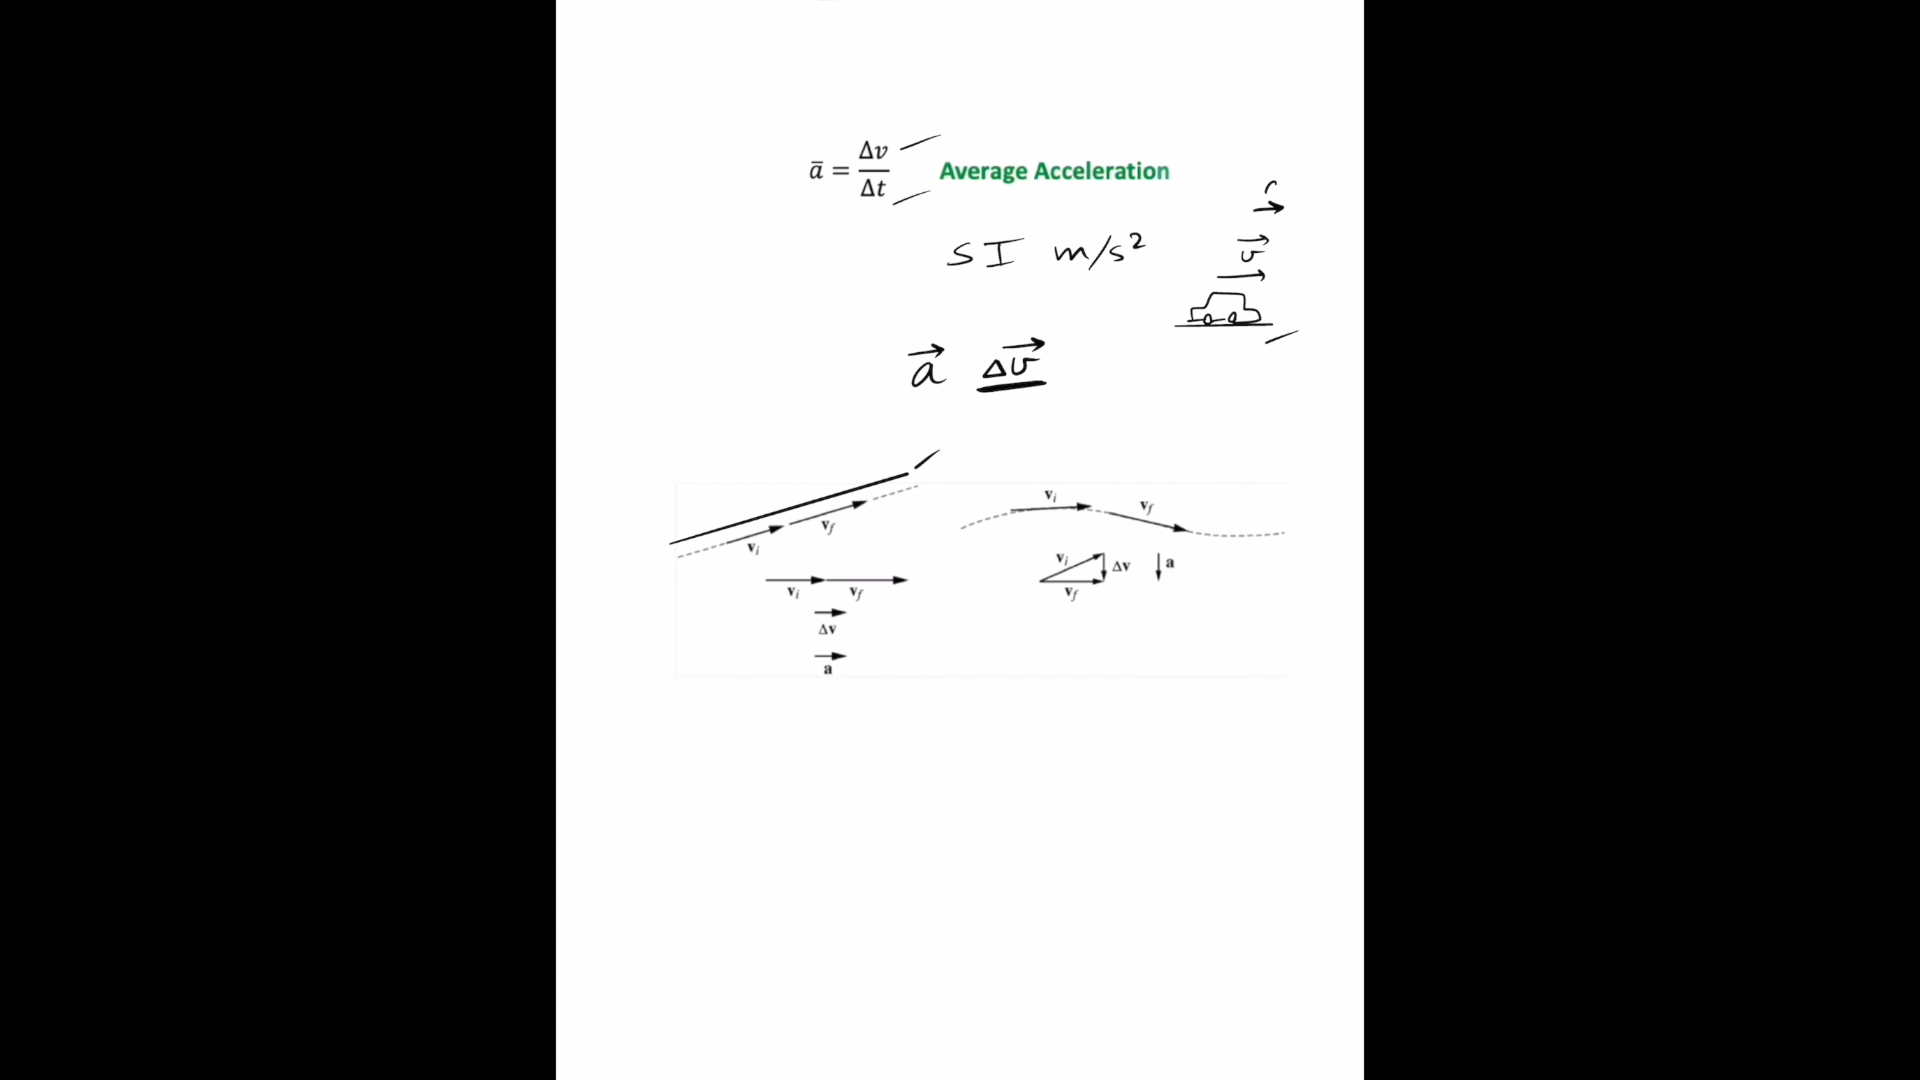 ā = Δv/Δt Average Acceleration
SI m/s²
v⃗
a⃗ Δv⃗
vᵢ v_f
vᵢ v_f
Δv
a
vᵢ v_f
vᵢ Δv a
v_f